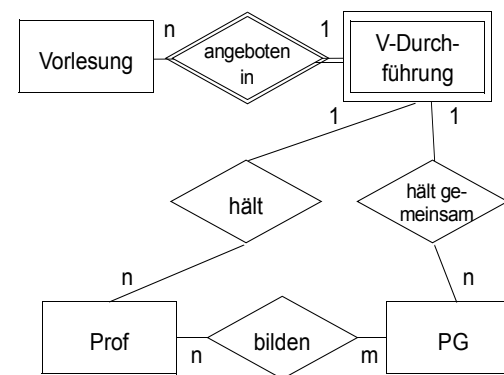 n
1
Vorlesung
angeboten
in
V-Durch-
führung
1
1
hält
hält ge-
meinsam
n
n
Prof
n
bilden
m
PG